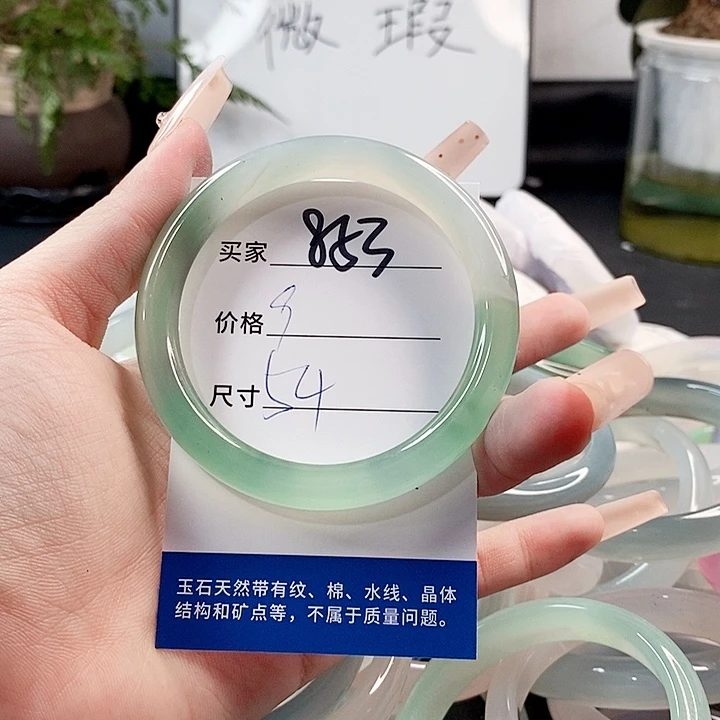 微瑕
买家 853
价格
尺寸 54
玉石天然带有纹、棉、水线、晶体
结构和矿点等，不属于质量问题。